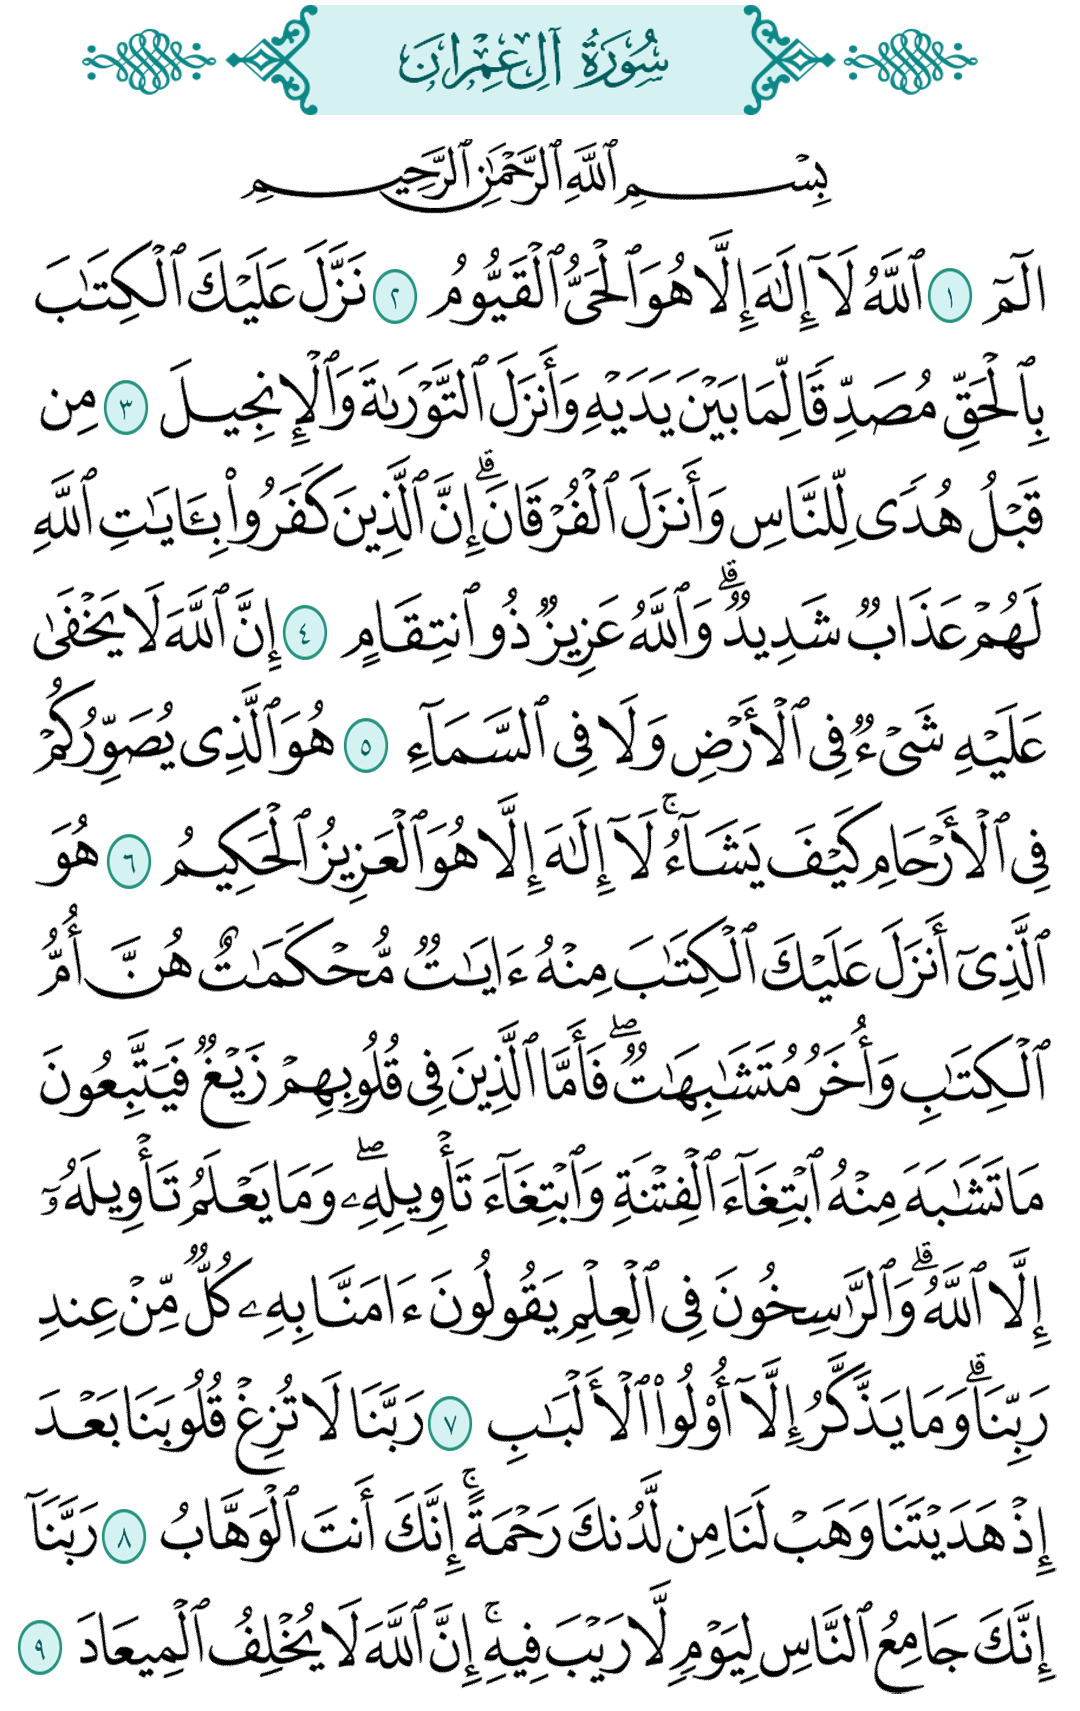 سُورَةُ آلِ عِمْرَانَ
بِسْمِ ٱللَّهِ ٱلرَّحْمَٰنِ ٱلرَّحِيمِ
الٓمٓ ١ ٱللَّهُ لَآ إِلَٰهَ إِلَّا هُوَ ٱلْحَىُّ ٱلْقَيُّومُ ٢ نَزَّلَ عَلَيْكَ ٱلْكِتَٰبَ
بِٱلْحَقِّ مُصَدِّقًا لِّمَا بَيْنَ يَدَيْهِ وَأَنزَلَ ٱلتَّوْرَىٰةَ وَٱلْإِنجِيلَ ٣ مِن
قَبْلُ هُدًى لِّلنَّاسِ وَأَنزَلَ ٱلْفُرْقَانَ ۗ إِنَّ ٱلَّذِينَ كَفَرُوا۟ بِـَٔايَٰتِ ٱللَّهِ
لَهُمْ عَذَابٌ شَدِيدٌ ۗ وَٱللَّهُ عَزِيزٌ ذُو ٱنتِقَامٍ ٤ إِنَّ ٱللَّهَ لَا يَخْفَىٰ
عَلَيْهِ شَىْءٌ فِى ٱلْأَرْضِ وَلَا فِى ٱلسَّمَآءِ ٥ هُوَ ٱلَّذِى يُصَوِّرُكُمْ
فِى ٱلْأَرْحَامِ كَيْفَ يَشَآءُ ۚ لَآ إِلَٰهَ إِلَّا هُوَ ٱلْعَزِيزُ ٱلْحَكِيمُ ٦ هُوَ
ٱلَّذِىٓ أَنزَلَ عَلَيْكَ ٱلْكِتَٰبَ مِنْهُ ءَايَٰتٌ مُّحْكَمَٰتٌ هُنَّ أُمُّ
ٱلْكِتَٰبِ وَأُخَرُ مُتَشَٰبِهَٰتٌ ۖ فَأَمَّا ٱلَّذِينَ فِى قُلُوبِهِمْ زَيْغٌ فَيَتَّبِعُونَ
مَا تَشَٰبَهَ مِنْهُ ٱبْتِغَآءَ ٱلْفِتْنَةِ وَٱبْتِغَآءَ تَأْوِيلِهِۦ ۖ وَمَا يَعْلَمُ تَأْوِيلَهُۥٓ
إِلَّا ٱللَّهُ ۗ وَٱلرَّٰسِخُونَ فِى ٱلْعِلْمِ يَقُولُونَ ءَامَنَّا بِهِۦ كُلٌّ مِّنْ عِندِ
رَبِّنَا ۗ وَمَا يَذَّكَّرُ إِلَّآ أُو۟لُوا۟ ٱلْأَلْبَٰبِ ٧ رَبَّنَا لَا تُزِغْ قُلُوبَنَا بَعْدَ
إِذْ هَدَيْتَنَا وَهَبْ لَنَا مِن لَّدُنكَ رَحْمَةً ۚ إِنَّكَ أَنتَ ٱلْوَهَّابُ ٨ رَبَّنَآ
إِنَّكَ جَامِعُ ٱلنَّاسِ لِيَوْمٍ لَّا رَيْبَ فِيهِ ۚ إِنَّ ٱللَّهَ لَا يُخْلِفُ ٱلْمِيعَادَ ٩